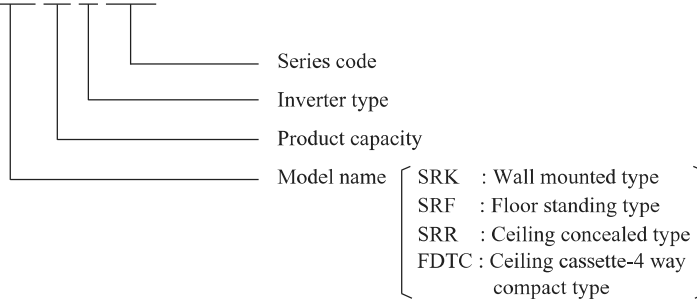 Series code
Inverter type
Product capacity
Model name
SRK : Wall mounted type
SRF : Floor standing type
SRR : Ceiling concealed type
FDTC : Ceiling cassette-4 way
compact type